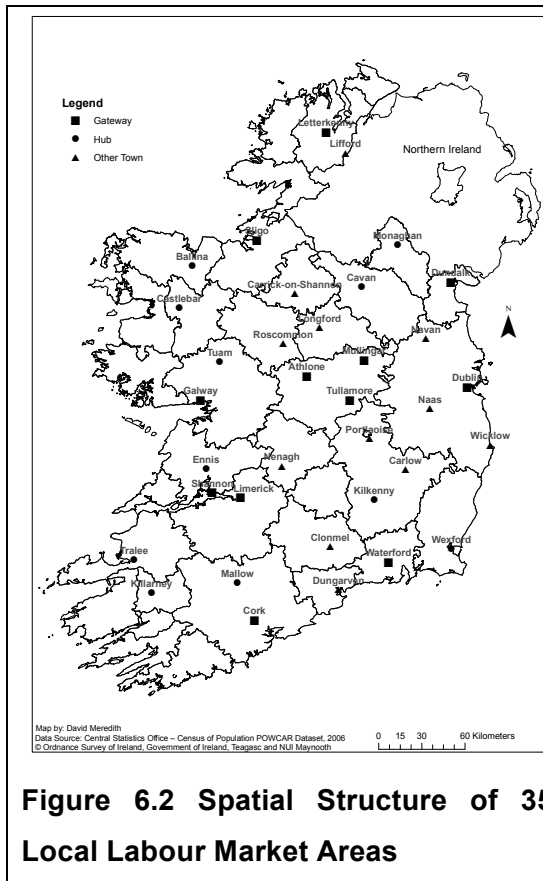 Legend
Gateway
Hub
Other Town
Letterkenny
Lifford
Northern Ireland
Sligo
Monaghan
Ballina
Cavan
Dundalk
Carrick-on-Shannon
Castlebar
N
Longford
Navan
Roscommon
Tuam
Mullingar
Athlone
Dublin
Galway
Tullamore
Naas
Portlaoise
Wicklow
Ennis
Nenagh
Carlow
Shannon
Limerick
Kilkenny
Clonmel
Wexford
Tralee
Waterford
Mallow
Killarney
Dungarven
Cork
Map by: David Meredith
Data Source: Central Statistics Office – Census of Population POWCAR Dataset, 2006
© Ordnance Survey of Ireland, Government of Ireland, Teagasc and NUI Maynooth
0 15 30 60 Kilometers
Figure 6.2 Spatial Structure of 35
Local Labour Market Areas